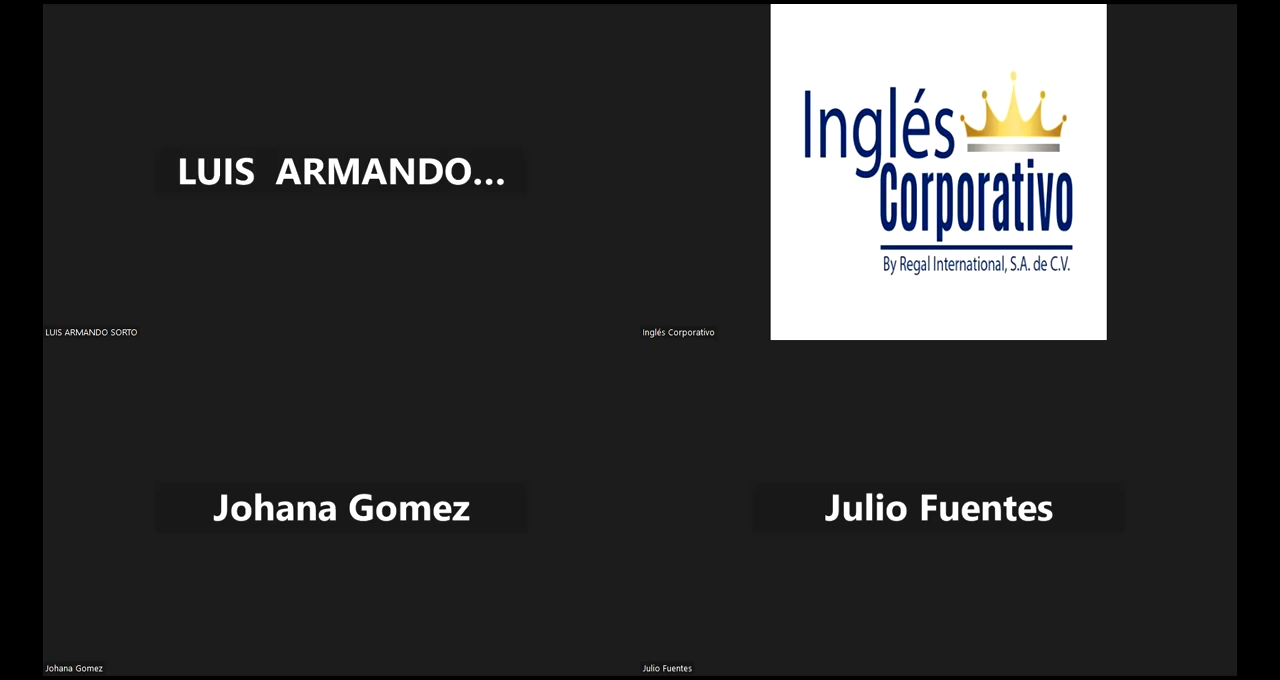 LUIS ARMANDO...
LUIS ARMANDO SORTO
Inglés
Corporativo
By Regal International, S.A. de C.V.
Inglés Corporativo
Johana Gomez
Johana Gomez
Julio Fuentes
Julio Fuentes